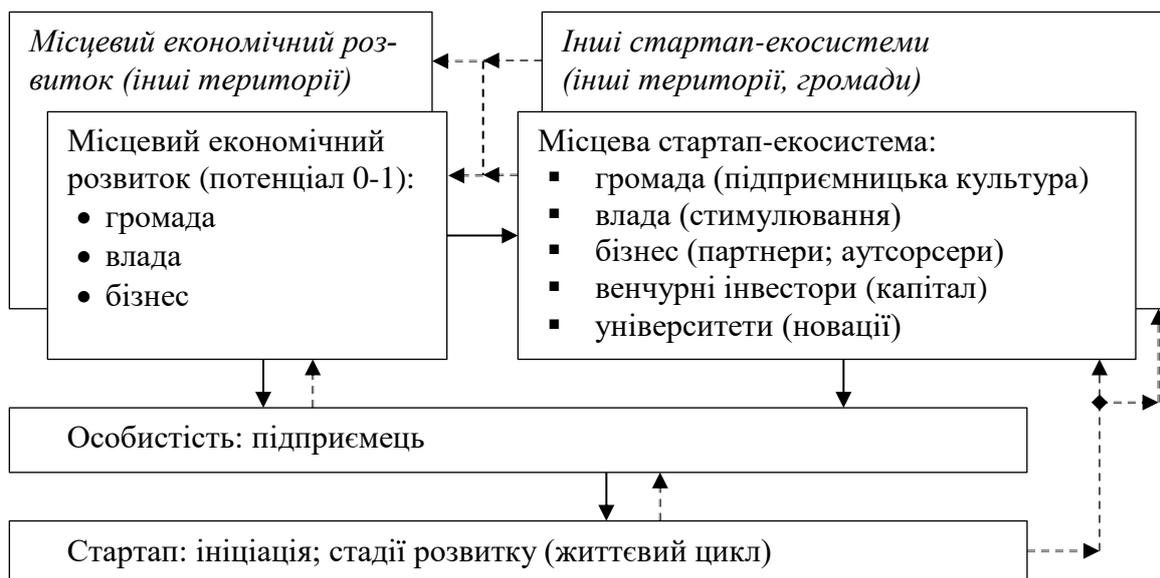 Місцевий економічний роз-
виток (інші території)
Інші стартап-екосистеми
(інші території, громади)
Місцевий економічний
розвиток (потенціал 0-1):
• громада
• влада
• бізнес
Місцева стартап-екосистема:
▪ громада (підприємницька культура)
▪ влада (стимулювання)
▪ бізнес (партнери; аутсорсери)
▪ венчурні інвестори (капітал)
▪ університети (новації)
Особистість: підприємець
Стартап: ініціація; стадії розвитку (життєвий цикл)